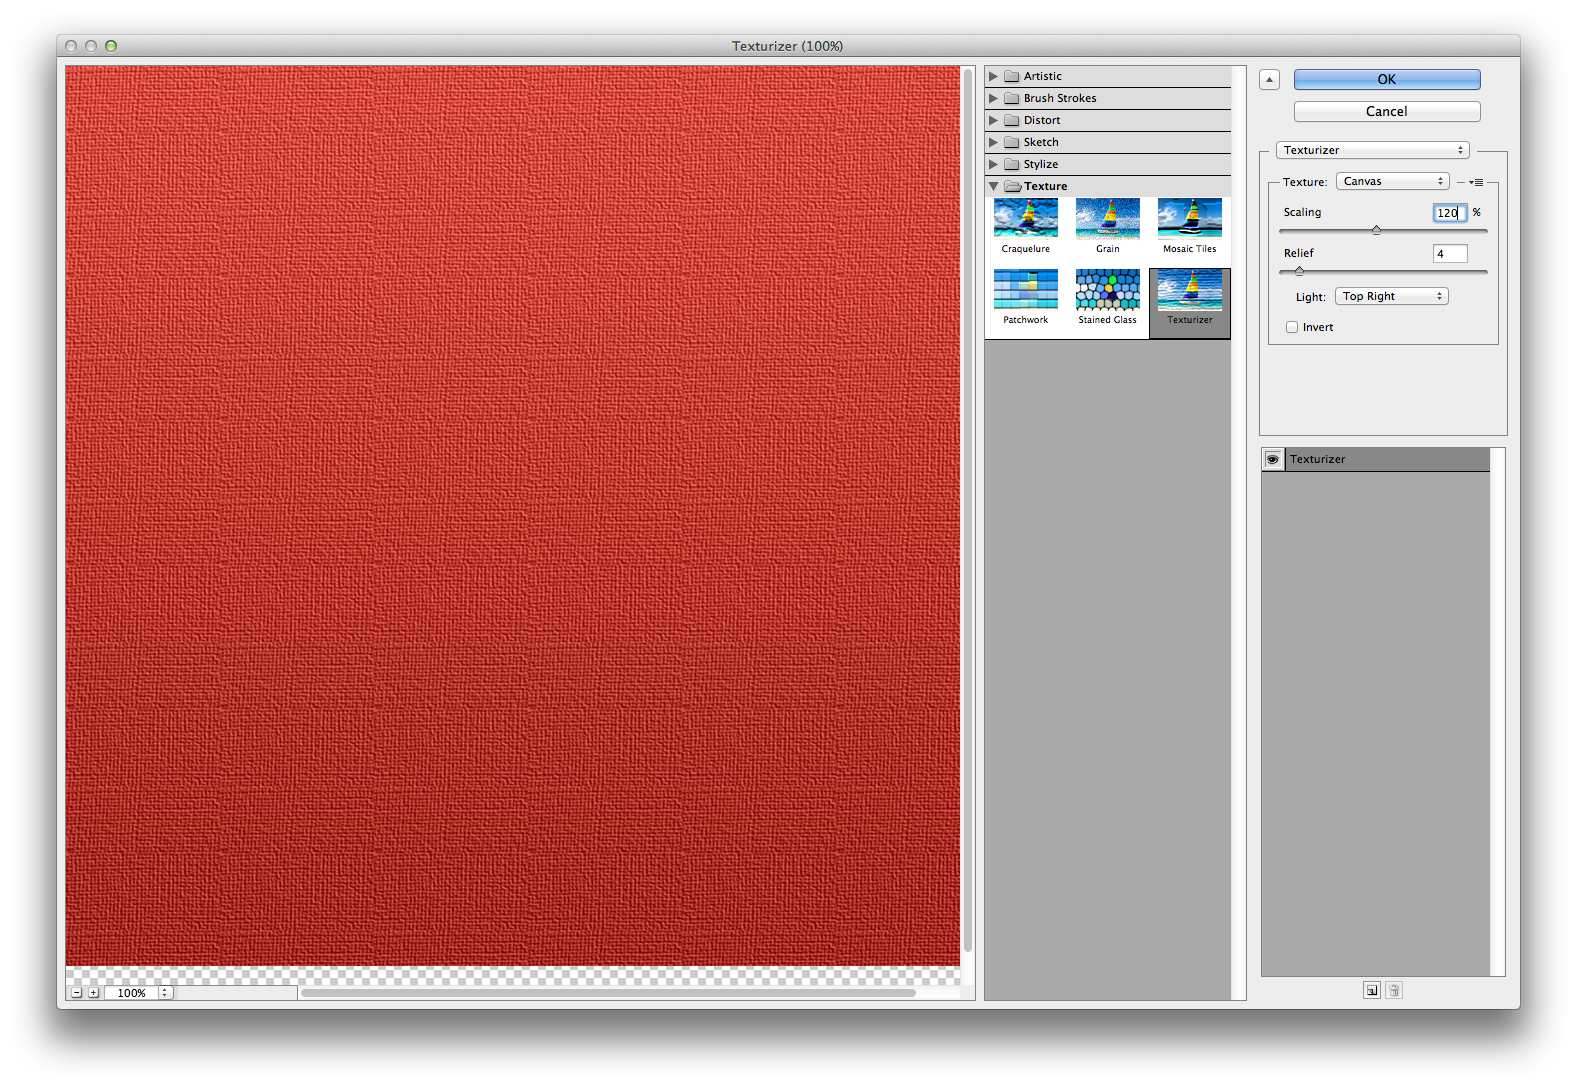 Texturizer (100%)
Artistic
Brush Strokes
Distort
Sketch
Stylize
Texture
Craquelure
Grain
Mosaic Tiles
Patchwork
Stained Glass
Texturizer
100%
OK
Cancel
Texturizer
Texture: Canvas
Scaling 120 %
Relief 4
Light: Top Right
Invert
Texturizer